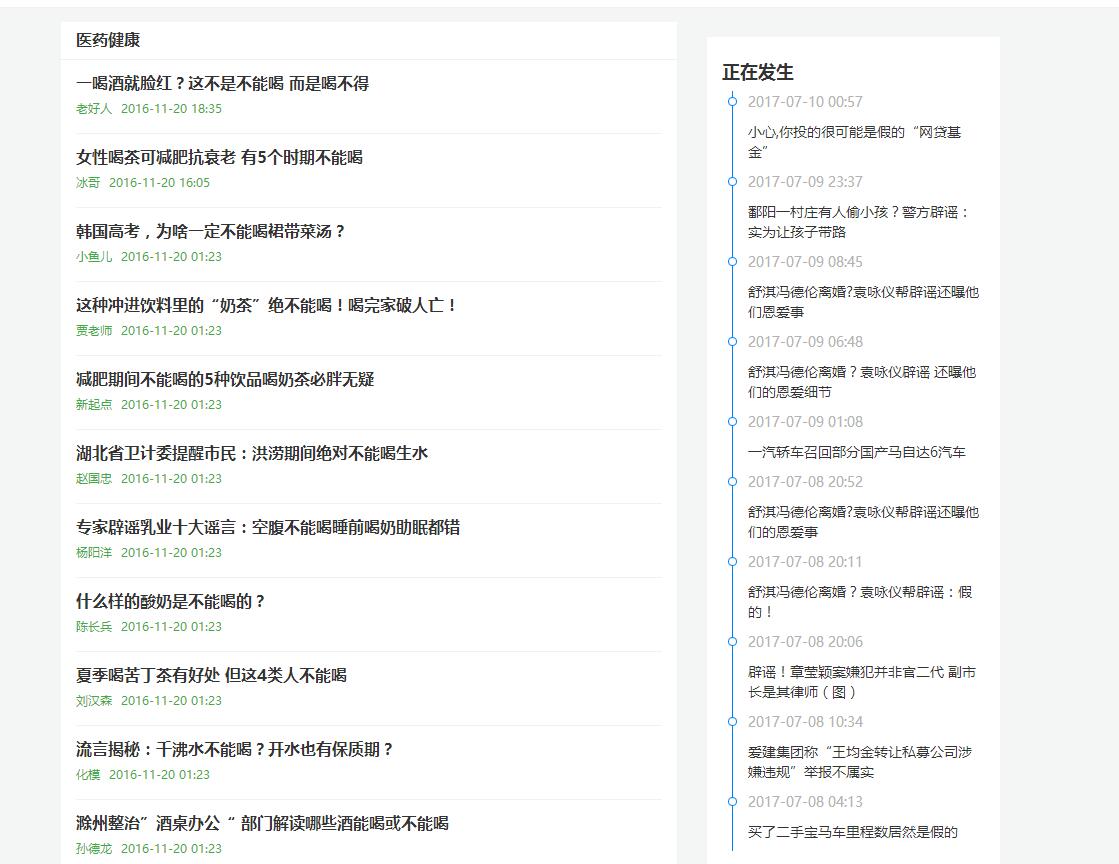 医药健康
一喝酒就脸红？这不是不能喝 而是喝不得
老好人 2016-11-20 18:35
女性喝茶可减肥抗衰老 有5个时期不能喝
冰哥 2016-11-20 16:05
韩国高考，为啥一定不能喝裙带菜汤？
小鱼儿 2016-11-20 01:23
这种冲进饮料里的“奶茶”绝不能喝！喝完家破人亡！
贾老师 2016-11-20 01:23
减肥期间不能喝的5种饮品喝奶茶必胖无疑
新起点 2016-11-20 01:23
湖北省卫计委提醒市民：洪涝期间绝对不能喝生水
赵国忠 2016-11-20 01:23
专家辟谣乳业十大谣言：空腹不能喝睡前喝奶助眠都错
杨阳洋 2016-11-20 01:23
什么样的酸奶是不能喝的？
陈长兵 2016-11-20 01:23
夏季喝苦丁茶有好处 但这4类人不能喝
刘汉森 2016-11-20 01:23
流言揭秘：千沸水不能喝？开水也有保质期？
化模 2016-11-20 01:23
滁州整治”酒桌办公“ 部门解读哪些酒能喝或不能喝
孙德龙 2016-11-20 01:23
正在发生
2017-07-10 00:57
小心,你投的很可能是假的“网贷基
金”
2017-07-09 23:37
鄱阳一村庄有人偷小孩？警方辟谣：
实为让孩子带路
2017-07-09 08:45
舒淇冯德伦离婚?袁咏仪帮辟谣还曝他
们恩爱事
2017-07-09 06:48
舒淇冯德伦离婚？袁咏仪辟谣 还曝他
们的恩爱细节
2017-07-09 01:08
一汽轿车召回部分国产马自达6汽车
2017-07-08 20:52
舒淇冯德伦离婚?袁咏仪帮辟谣还曝他
们的恩爱事
2017-07-08 20:11
舒淇冯德伦离婚？袁咏仪帮辟谣：假
的！
2017-07-08 20:06
辟谣！章莹颖案嫌犯并非官二代 副市
长是其律师（图）
2017-07-08 10:34
爱建集团称“王均金转让私募公司涉
嫌违规”举报不属实
2017-07-08 04:13
买了二手宝马车里程数居然是假的